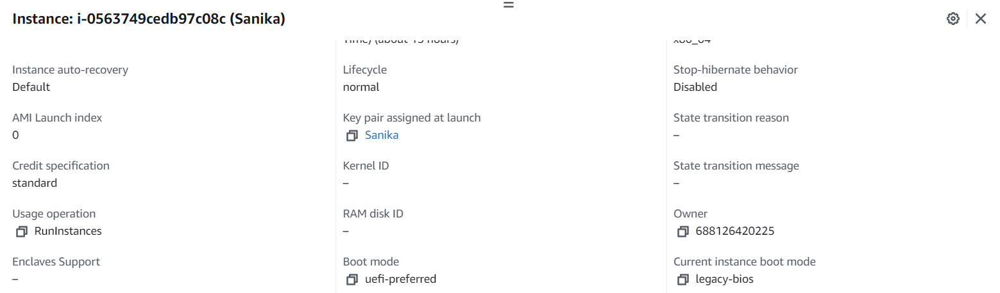 Instance: i-0563749cedb97c08c (Sanika)
Time) (about 15 hours)
x86_64
Instance auto-recovery
Default
Lifecycle
normal
Stop-hibernate behavior
Disabled
AMI Launch index
0
Key pair assigned at launch
Sanika
State transition reason
–
Credit specification
standard
Kernel ID
–
State transition message
–
Usage operation
RunInstances
RAM disk ID
–
Owner
688126420225
Enclaves Support
–
Boot mode
uefi-preferred
Current instance boot mode
legacy-bios